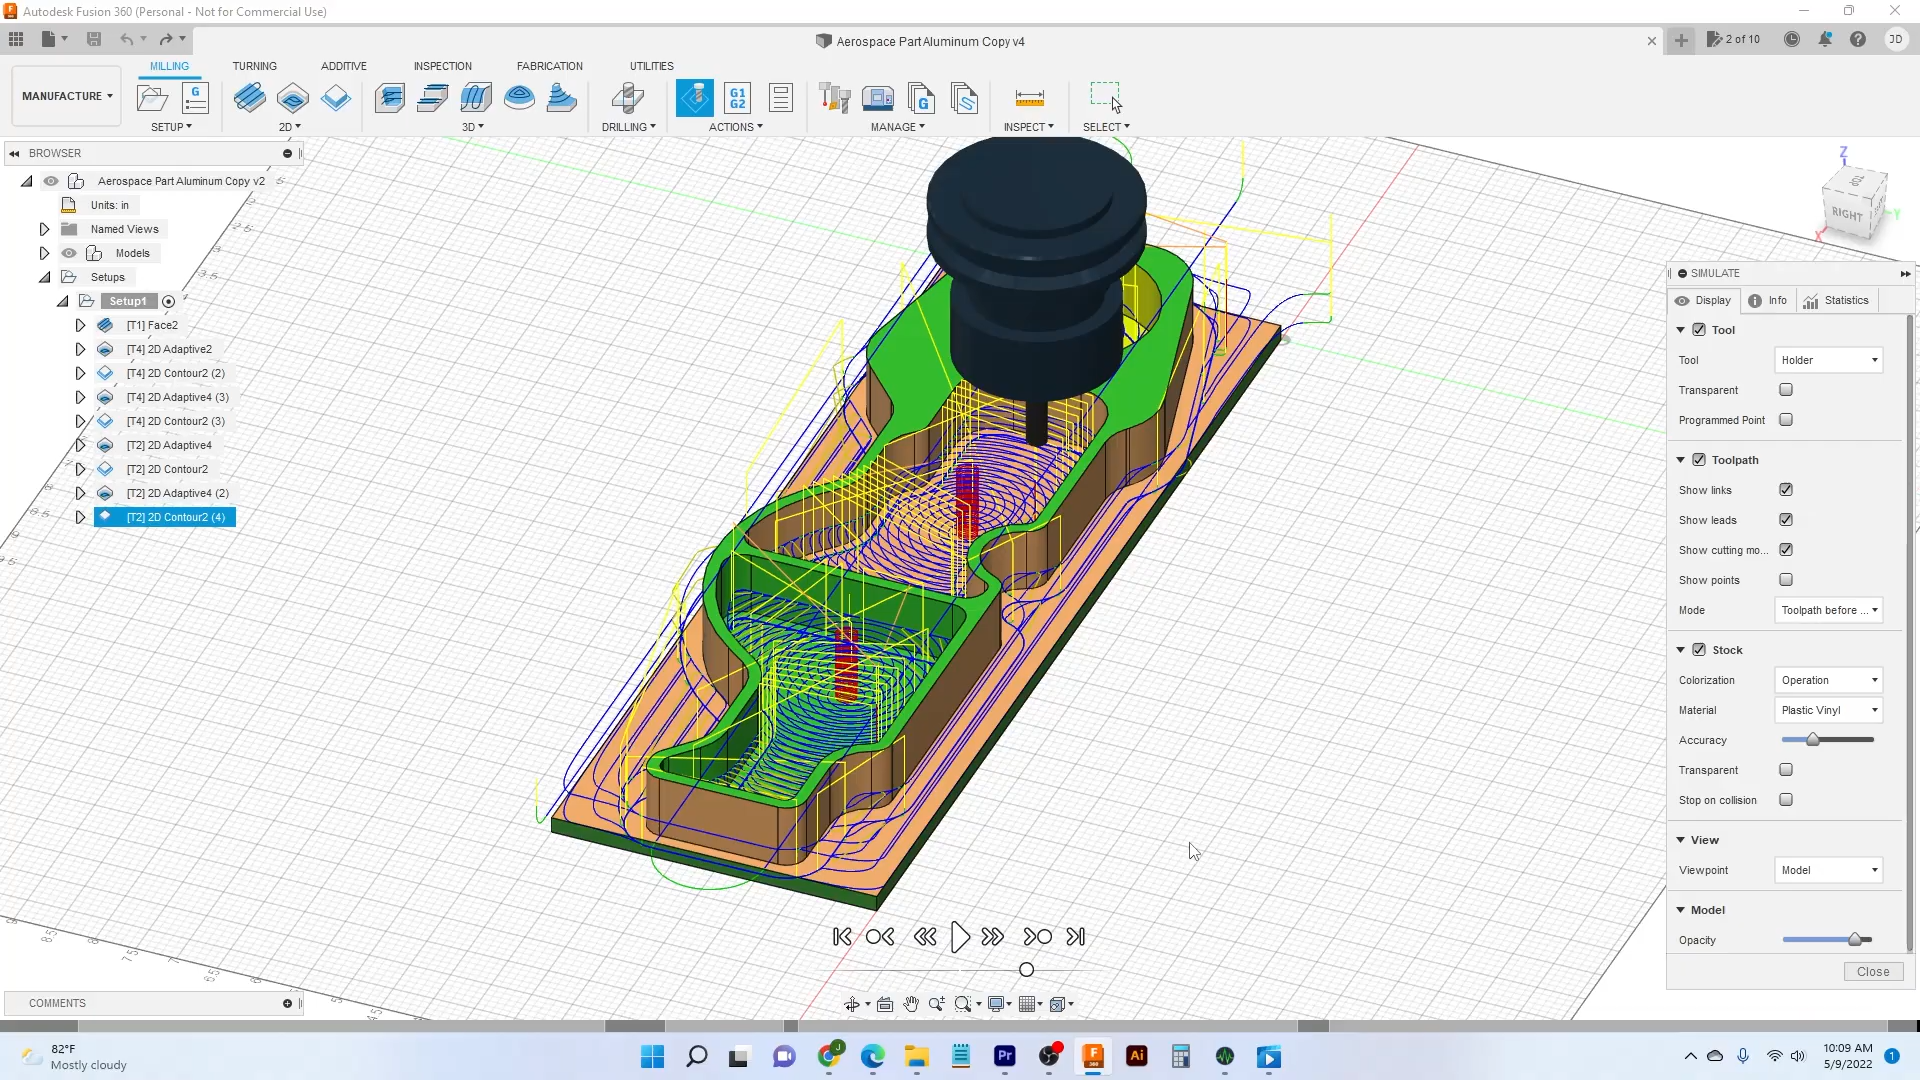 Autodesk Fusion 360 (Personal - Not for Commercial Use)
Aerospace Part Aluminum Copy v4
2 of 10
JD
MILLING
TURNING
ADDITIVE
INSPECTION
FABRICATION
UTILITIES
MANUFACTURE
SETUP
2D
3D
DRILLING
G1
G2
ACTIONS
MANAGE
INSPECT
SELECT
BROWSER
Aerospace Part Aluminum Copy v2
Units: in
Named Views
Models
Setups
Setup1
[T1] Face2
[T4] 2D Adaptive2
[T4] 2D Contour2 (2)
[T4] 2D Adaptive4 (3)
[T4] 2D Contour2 (3)
[T2] 2D Adaptive4
[T2] 2D Contour2
[T2] 2D Adaptive4 (2)
[T2] 2D Contour2 (4)
Z
TOP
RIGHT
Y
X
SIMULATE
Display
Info
Statistics
Tool
Tool
Holder
Transparent
Programmed Point
Toolpath
Show links
Show leads
Show cutting mo...
Show points
Mode
Toolpath before ...
Stock
Colorization
Operation
Material
Plastic Vinyl
Accuracy
Transparent
Stop on collision
View
Viewpoint
Model
Model
Opacity
Close
COMMENTS
82°F
Mostly cloudy
10:09 AM
5/9/2022
1